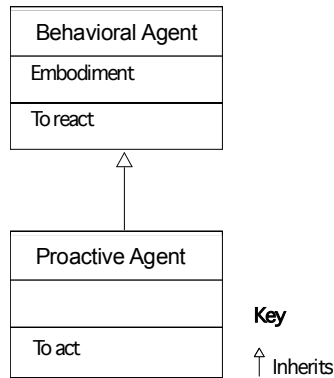 Behavioral Agent
Embodiment
To react
Proactive Agent
To act
Key
Inherits